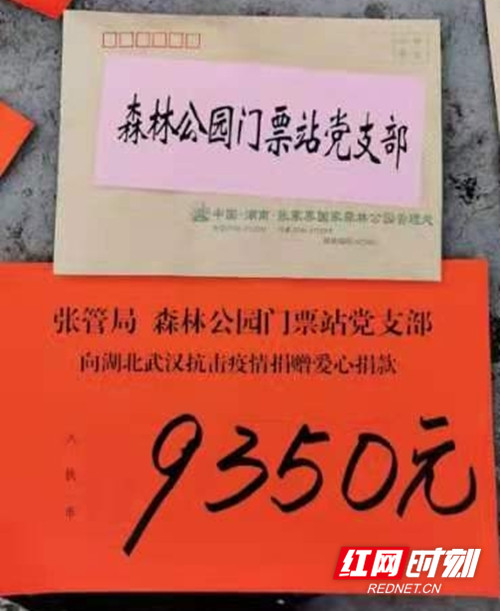 森林公园门票站党支部
中国·湖南·张家界国家森林公园管理处
张管局 森林公园门票站党支部
向湖北武汉抗击疫情捐赠爱心捐款
人民币
9350元
红网时刻
REDNET.CN